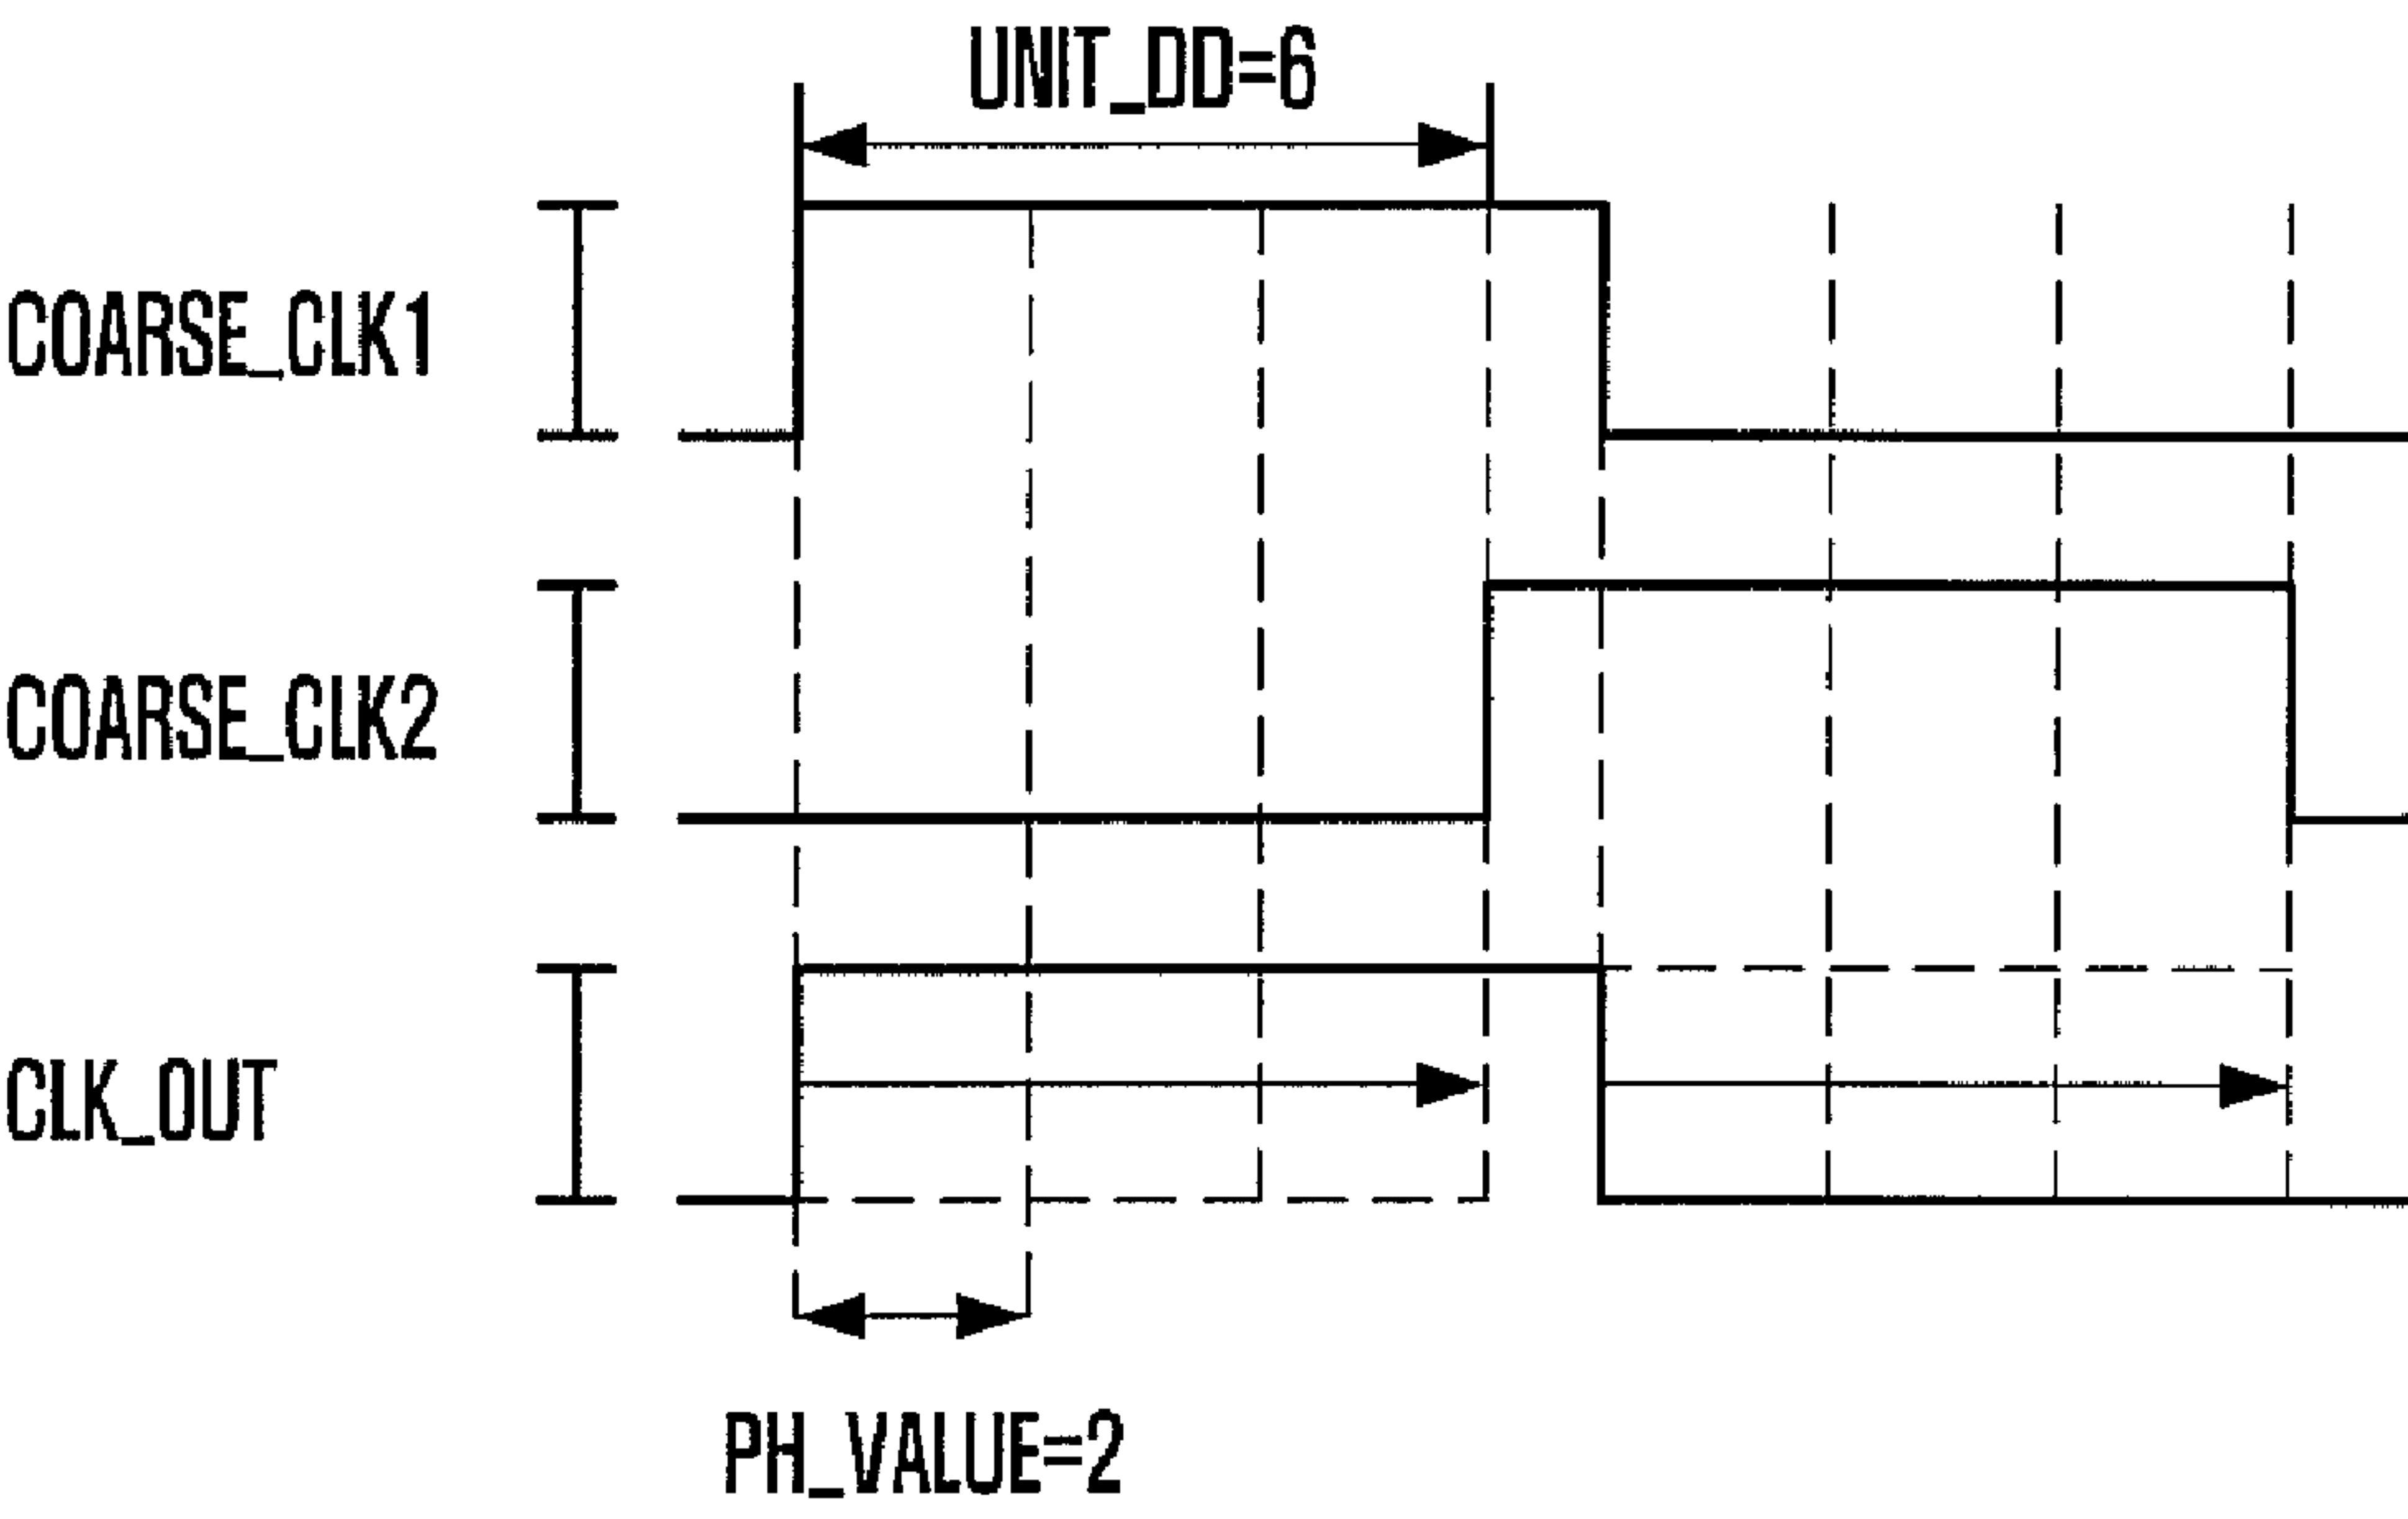 UNIT_DD=6
COARSE_CLK1
COARSE_CLK2
CLK_OUT
PH_VALUE=2